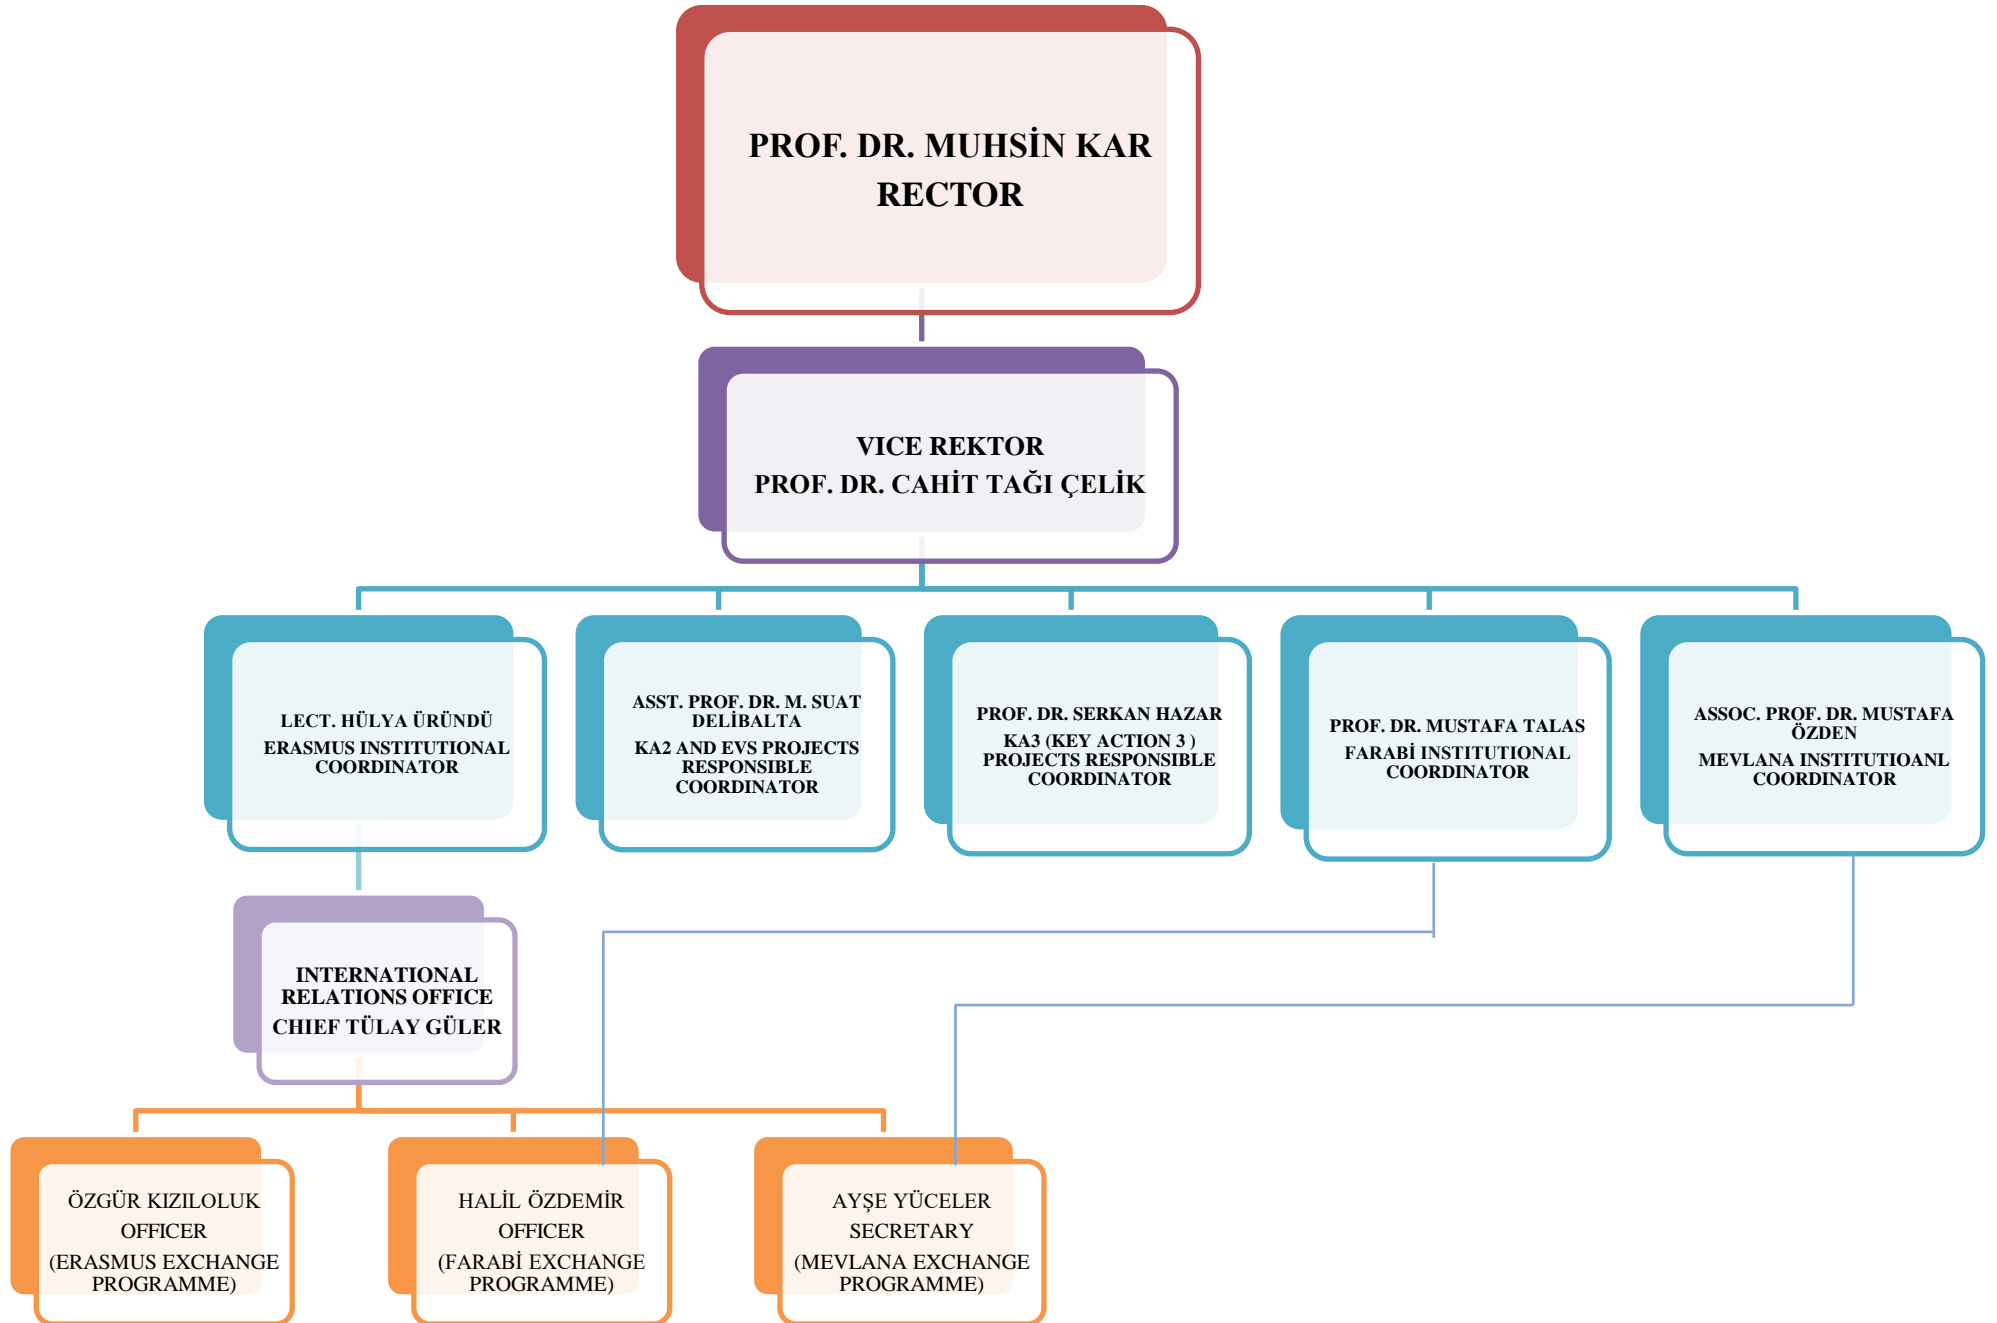 PROF. DR. MUHSİN KAR
RECTOR
VICE REKTOR
PROF. DR. CAHİT TAĞI ÇELİK
LECT. HÜLYA ÜRÜNDÜ
ERASMUS INSTITUTIONAL
COORDINATOR
ASST. PROF. DR. M. SUAT
DELİBALTA
KA2 AND EVS PROJECTS
RESPONSIBLE
COORDINATOR
PROF. DR. SERKAN HAZAR
KA3 (KEY ACTION 3 )
PROJECTS RESPONSIBLE
COORDINATOR
PROF. DR. MUSTAFA TALAS
FARABİ INSTITUTIONAL
COORDINATOR
ASSOC. PROF. DR. MUSTAFA
ÖZDEN
MEVLANA INSTITUTIOANL
COORDINATOR
INTERNATIONAL
RELATIONS OFFICE
CHIEF TÜLAY GÜLER
ÖZGÜR KIZILOLUK
OFFICER
(ERASMUS EXCHANGE
PROGRAMME)
HALİL ÖZDEMİR
OFFICER
(FARABİ EXCHANGE
PROGRAMME)
AYŞE YÜCELER
SECRETARY
(MEVLANA EXCHANGE
PROGRAMME)